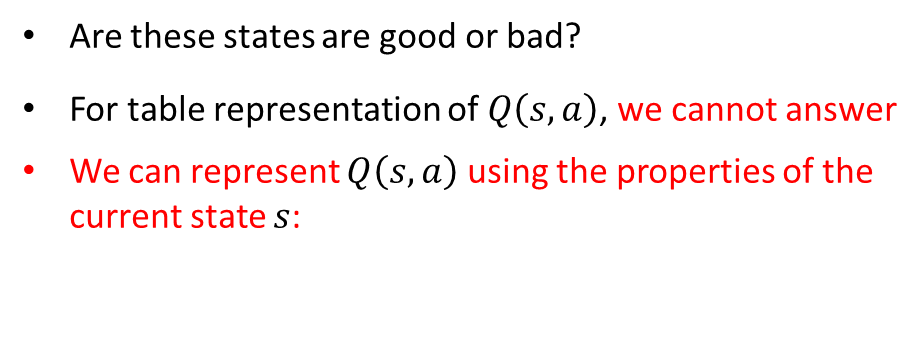 • Are these states are good or bad?
• For table representation of Q(s, a), we cannot answer
• We can represent Q(s, a) using the properties of the
current state s: